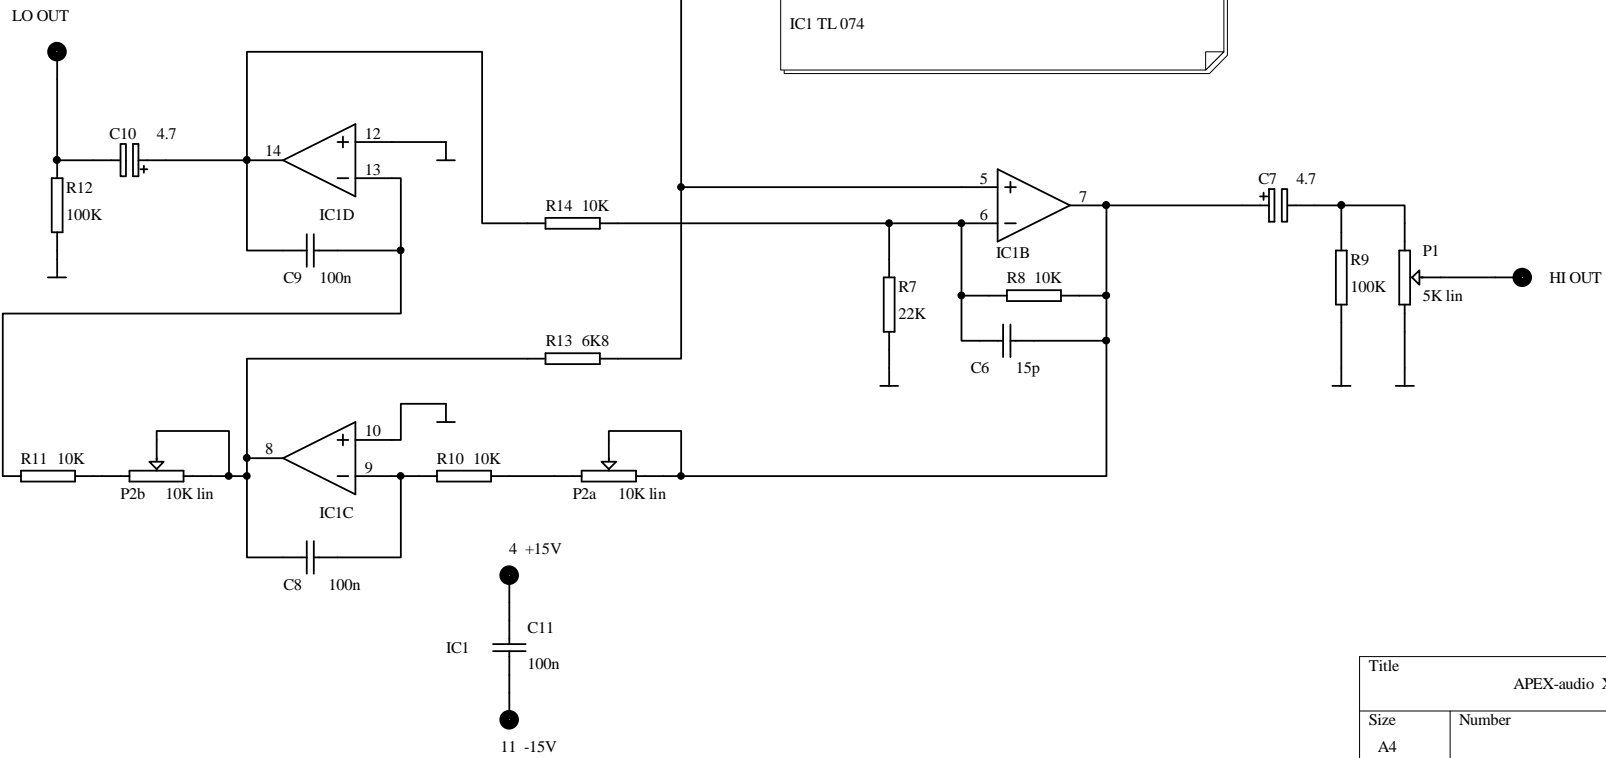 LO OUT
IC1 TL 074
C10 4.7
14
+ 12
- 13
R12
100K
IC1D
C9 100n
R14 10K
5 +
6 -
7
IC1B
C7 4.7
+
R7
22K
R8 10K
C6 15p
R9
100K
P1
5K lin
HI OUT
R13 6K8
8
+ 10
- 9
R11 10K
P2b 10K lin
R10 10K
P2a 10K lin
IC1C
C8 100n
4 +15V
IC1
C11
100n
11 -15V
Title
APEX-audio
Size
Number
A4